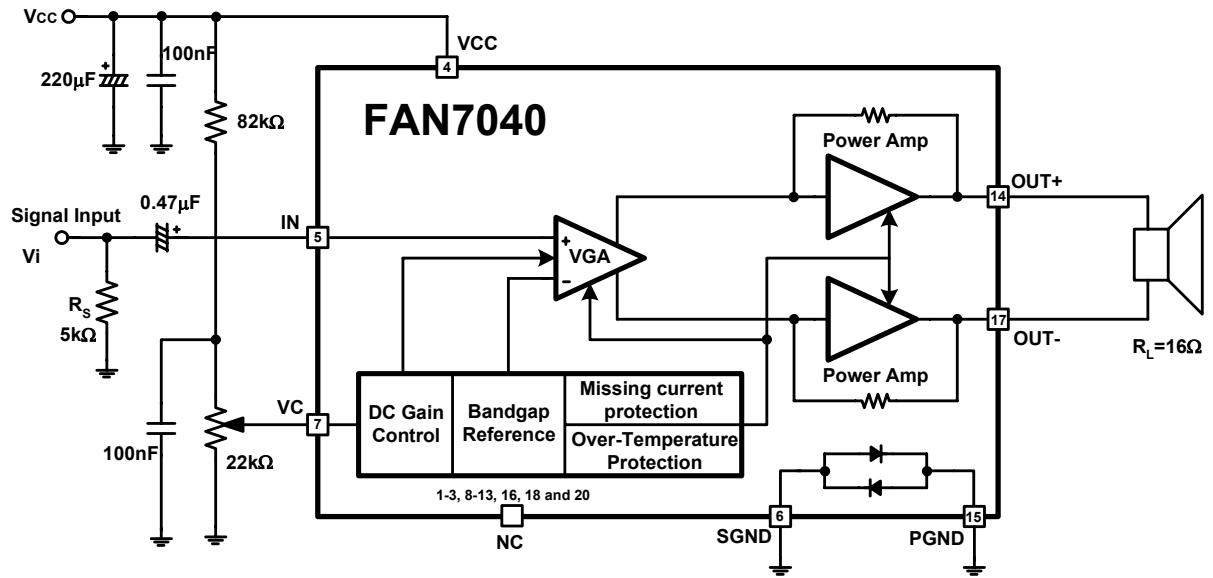 VCC
100nF
VCC
4
220µF
+
FAN7040
82kΩ
Power Amp
0.47µF
Signal Input
IN
OUT+
14
+
5
+
VGA
−
Vi
RS
5kΩ
17
OUT-
RL=16Ω
Power Amp
VC
7
DC Gain
Control
Bandgap
Reference
Missing current
protection
Over-Temperature
Protection
100nF
22kΩ
1-3, 8-13, 16, 18 and 20
NC
SGND
6
PGND
15